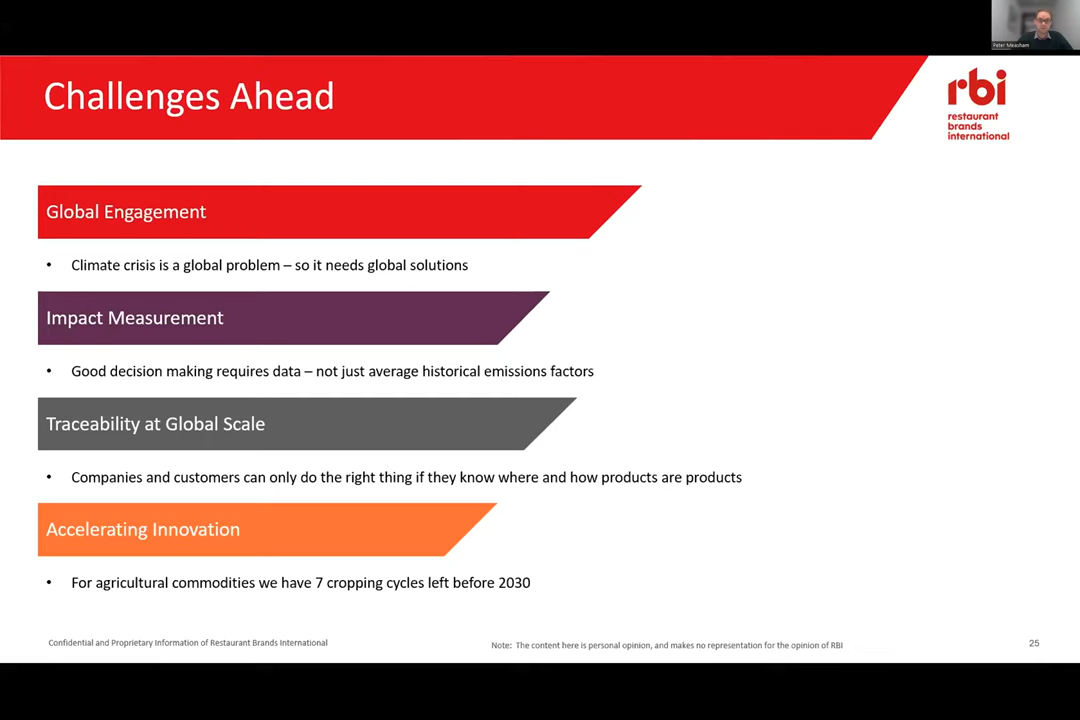 Peter Measham
Challenges Ahead
rbi
restaurant
brands
international
Global Engagement
• Climate crisis is a global problem – so it needs global solutions
Impact Measurement
• Good decision making requires data – not just average historical emissions factors
Traceability at Global Scale
• Companies and customers can only do the right thing if they know where and how products are products
Accelerating Innovation
• For agricultural commodities we have 7 cropping cycles left before 2030
Confidential and Proprietary Information of Restaurant Brands International
Note: The content here is personal opinion, and makes no representation for the opinion of RBI
25